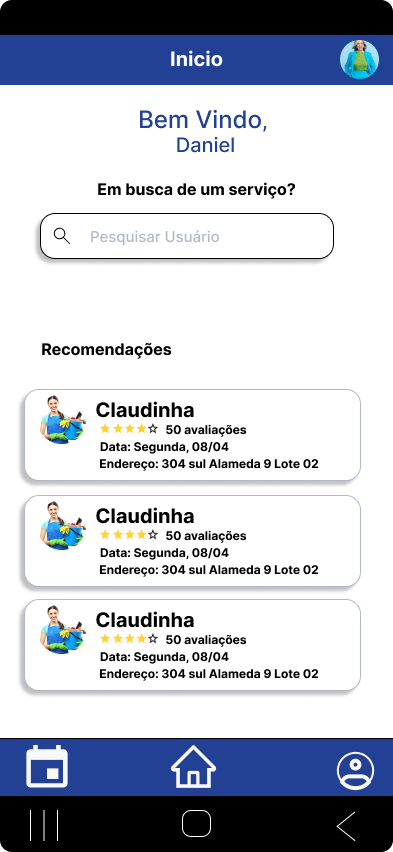 Inicio
Bem Vindo,
Daniel
Em busca de um serviço?
Pesquisar Usuário
Recomendações
Claudinha
50 avaliações
Data: Segunda, 08/04
Endereço: 304 sul Alameda 9 Lote 02
Claudinha
50 avaliações
Data: Segunda, 08/04
Endereço: 304 sul Alameda 9 Lote 02
Claudinha
50 avaliações
Data: Segunda, 08/04
Endereço: 304 sul Alameda 9 Lote 02